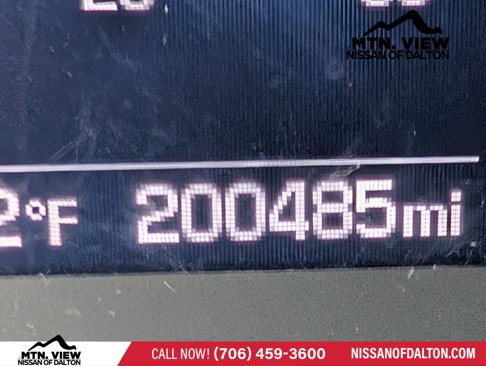 MTN. VIEW
NISSAN OF DALTON
2°F 200485mi
MTN. VIEW
NISSAN OF DALTON
CALL NOW! (706) 459-3600
NISSANOFDALTON.COM